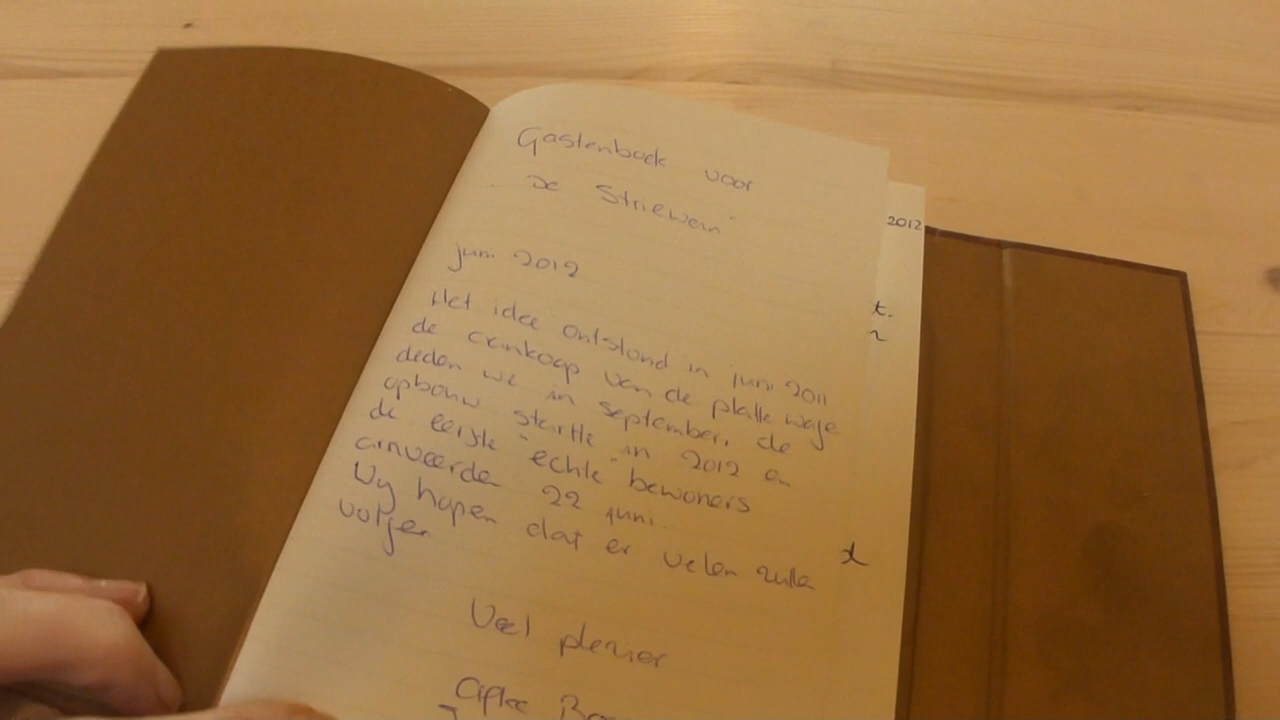 Gastenboek voor
"De Striewein"
juni 2012
Het idee ontstond in juni 2011
de aankoop van de platte wage
deden we in september, de
opbouw startte in 2012 en
de eerste "echte" bewoners
arriveerden 22 juni.
Wij hopen dat er velen zullen
volgen
Veel plezier
2012
t.